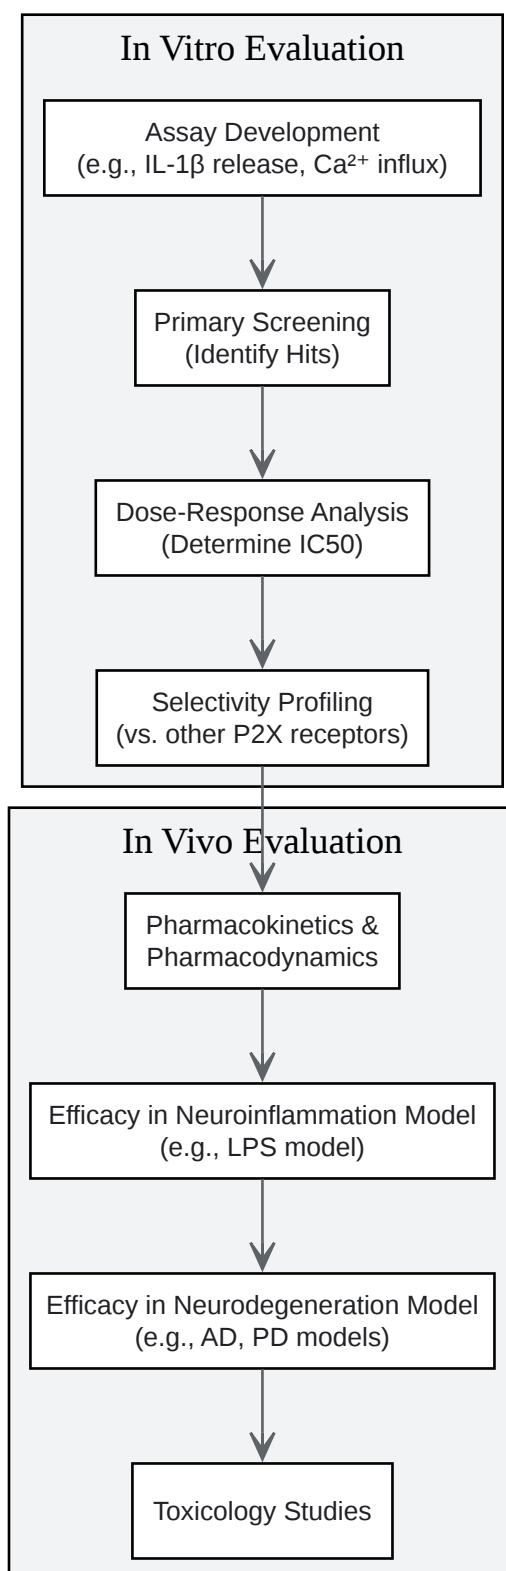 In Vitro Evaluation
Assay Development
(e.g., IL-1β release, Ca²⁺ influx)
Primary Screening
(Identify Hits)
Dose-Response Analysis
(Determine IC50)
Selectivity Profiling
(vs. other P2X receptors)
In Vivo Evaluation
Pharmacokinetics &
Pharmacodynamics
Efficacy in Neuroinflammation Model
(e.g., LPS model)
Efficacy in Neurodegeneration Model
(e.g., AD, PD models)
Toxicology Studies